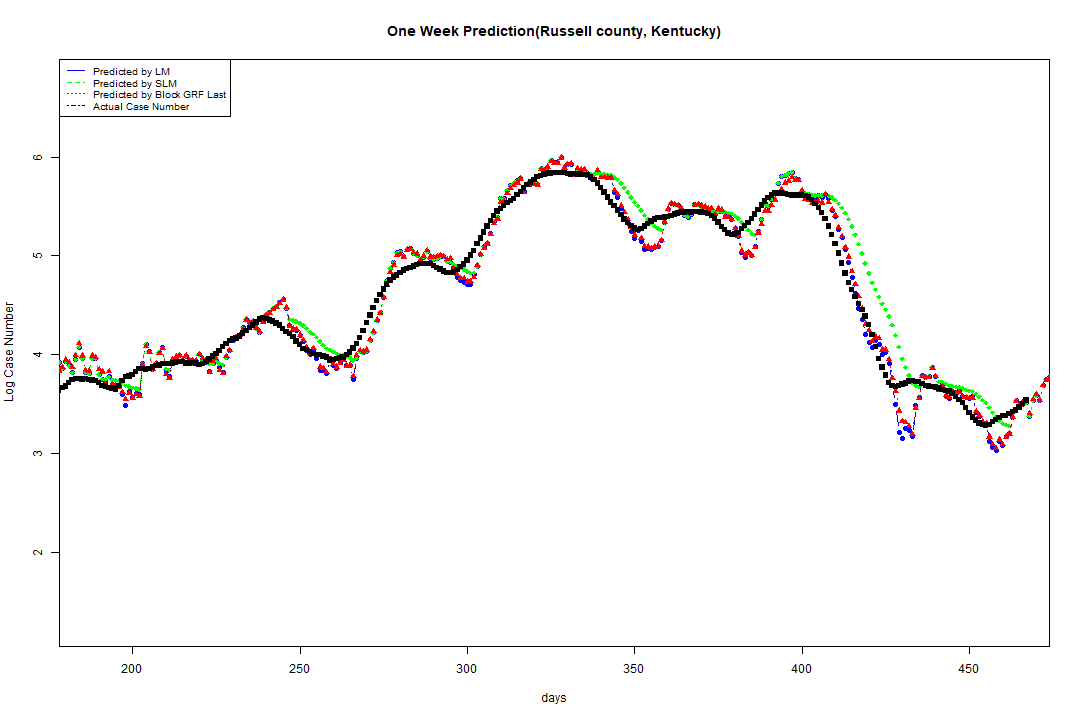 One Week Prediction(Russell county, Kentucky)
Predicted by LM
Predicted by SLM
Predicted by Block GRF Last
Actual Case Number
6
5
4
3
2
Log Case Number
200 250 300 350 400 450
days